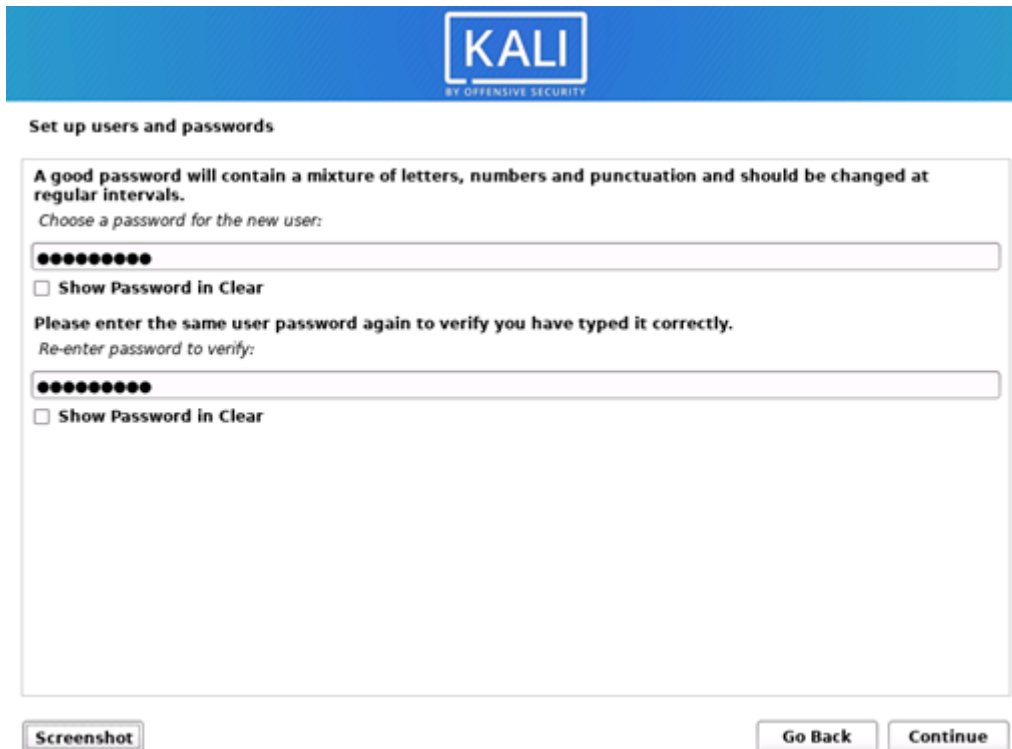 KALI
BY OFFENSIVE SECURITY
Set up users and passwords
A good password will contain a mixture of letters, numbers and punctuation and should be changed at
regular intervals.
Choose a password for the new user:
●●●●●●●●●
Show Password in Clear
Please enter the same user password again to verify you have typed it correctly.
Re-enter password to verify:
●●●●●●●●●
Show Password in Clear
Screenshot
Go Back
Continue